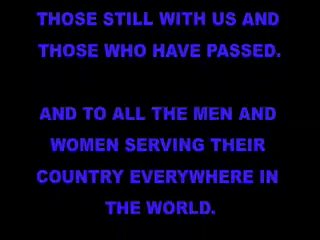 THOSE STILL WITH US AND
THOSE WHO HAVE PASSED.
AND TO ALL THE MEN AND
WOMEN SERVING THEIR
COUNTRY EVERYWHERE IN
THE WORLD.